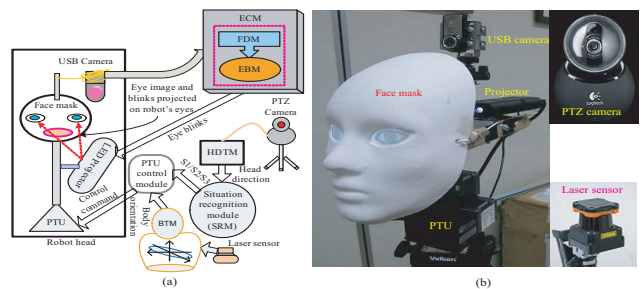 ECM
FDM
EBM
USB Camera
Face mask
Eye image and
blinks projected
on robot's eyes
Eye blinks
PTZ
Camera
LED Projector
Control
command
PTU
control
module
S1/S2/S3
HDTM
Head
direction
Situation
recognition
module
(SRM)
PTU
Robot head
Body
orientation
BTM
Laser sensor
(a)
USB camera
Face mask
Projector
PTU
Velbon
Logitech
PTZ camera
Laser sensor
(b)